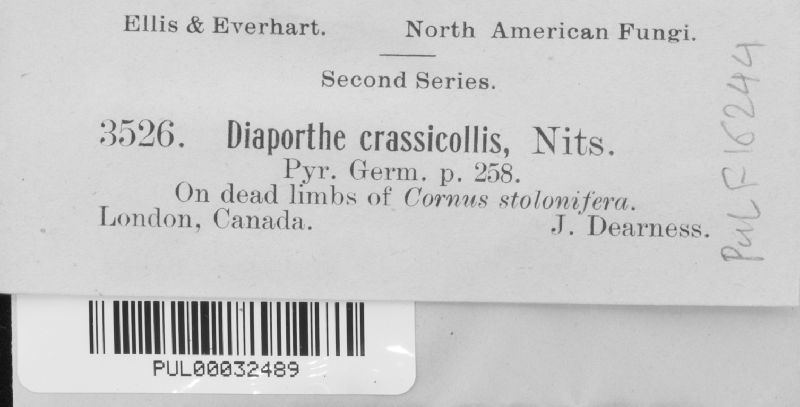 Ellis & Everhart. North American Fungi.
Second Series.
3526. Diaporthe crassicollis, Nits.
Pyr. Germ. p. 258.
On dead limbs of Cornus stolonifera.
London, Canada. J. Dearness.
PUL F16244
PUL00032489